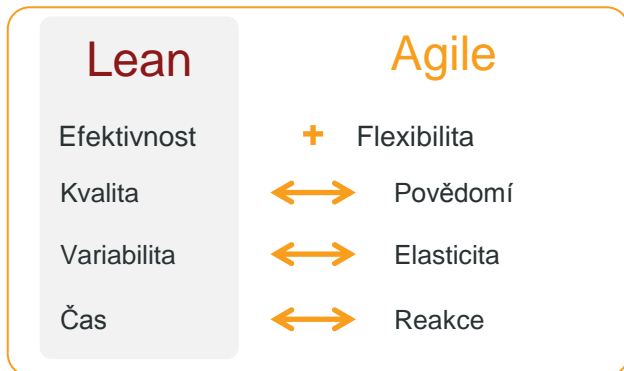 Lean Agile
Efektivnost + Flexibilita
Kvalita Povědomí
Variabilita Elasticita
Čas Reakce